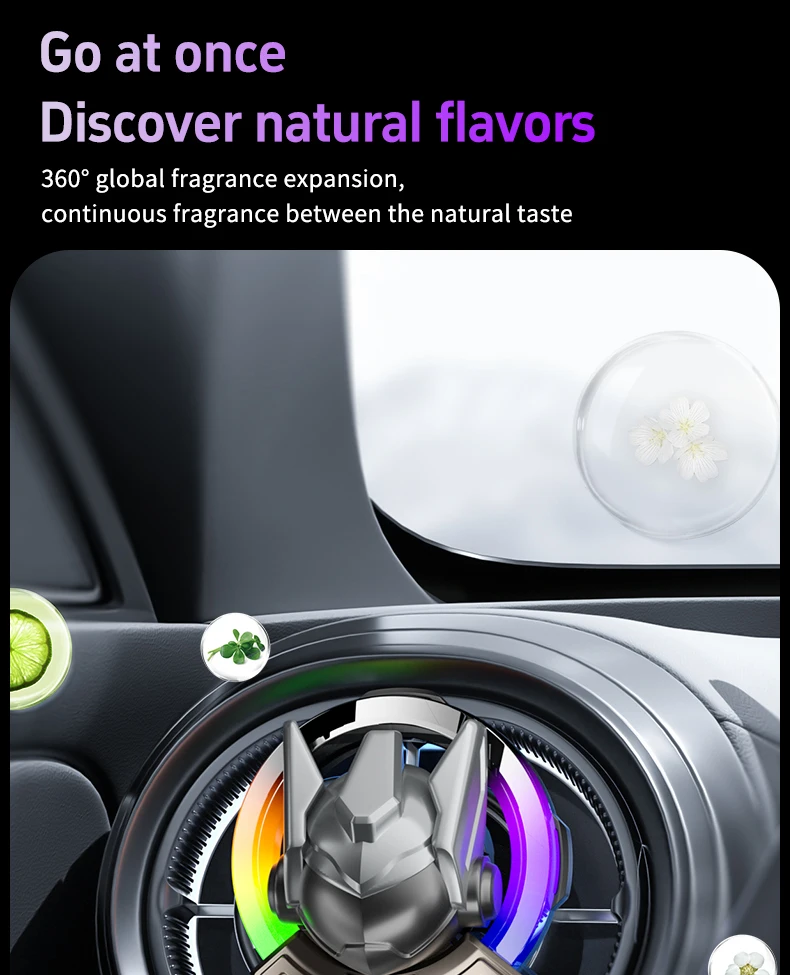 Go at once
Discover natural flavors
360° global fragrance expansion,
continuous fragrance between the natural taste